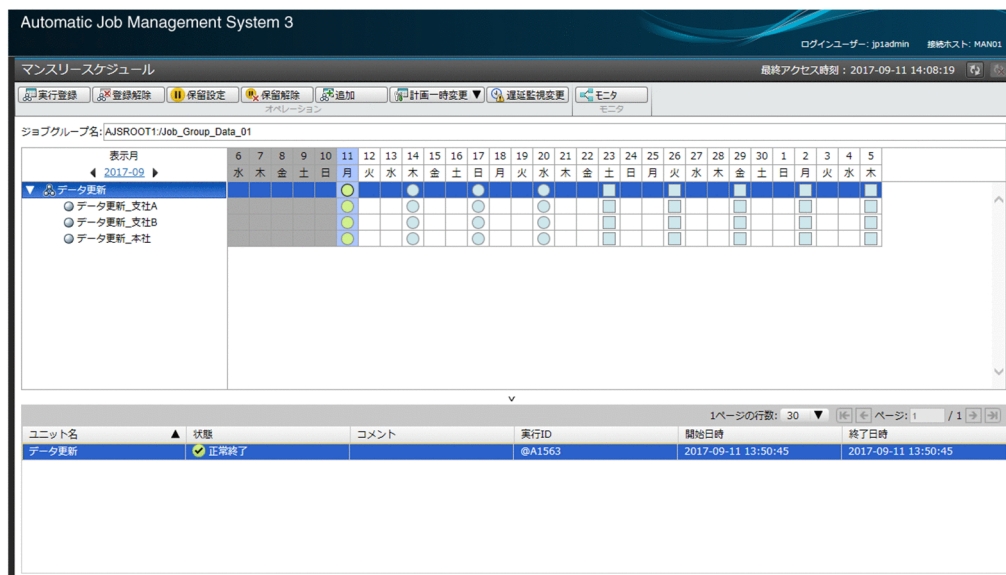 Automatic Job Management System 3
ログインユーザー: jp1admin 接続ホスト: MAN01
マンスリースケジュール 最終アクセス時刻 : 2017-09-11 14:08:19
実行登録 登録解除 保留設定 保留解除 追加 計画一時変更 ▼ 遅延監視変更 モニタ
オペレーション モニタ
ジョブグループ名: AJSROOT1:/Job_Group_Data_01
表示月 6 7 8 9 10 11 12 13 14 15 16 17 18 19 20 21 22 23 24 25 26 27 28 29 30 1 2 3 4 5
2017-09 水 木 金 土 日 月 火 水 木 金 土 日 月 火 水 木 金 土 日 月 火 水 木 金 土 日 月 火 水 木
データ更新
データ更新_支社A
データ更新_支社B
データ更新_本社
1ページの行数: 30 ▼ ページ: 1 / 1
ユニット名 ▲ 状態 コメント 実行ID 開始日時 終了日時
データ更新 正常終了 @A1563 2017-09-11 13:50:45 2017-09-11 13:50:45